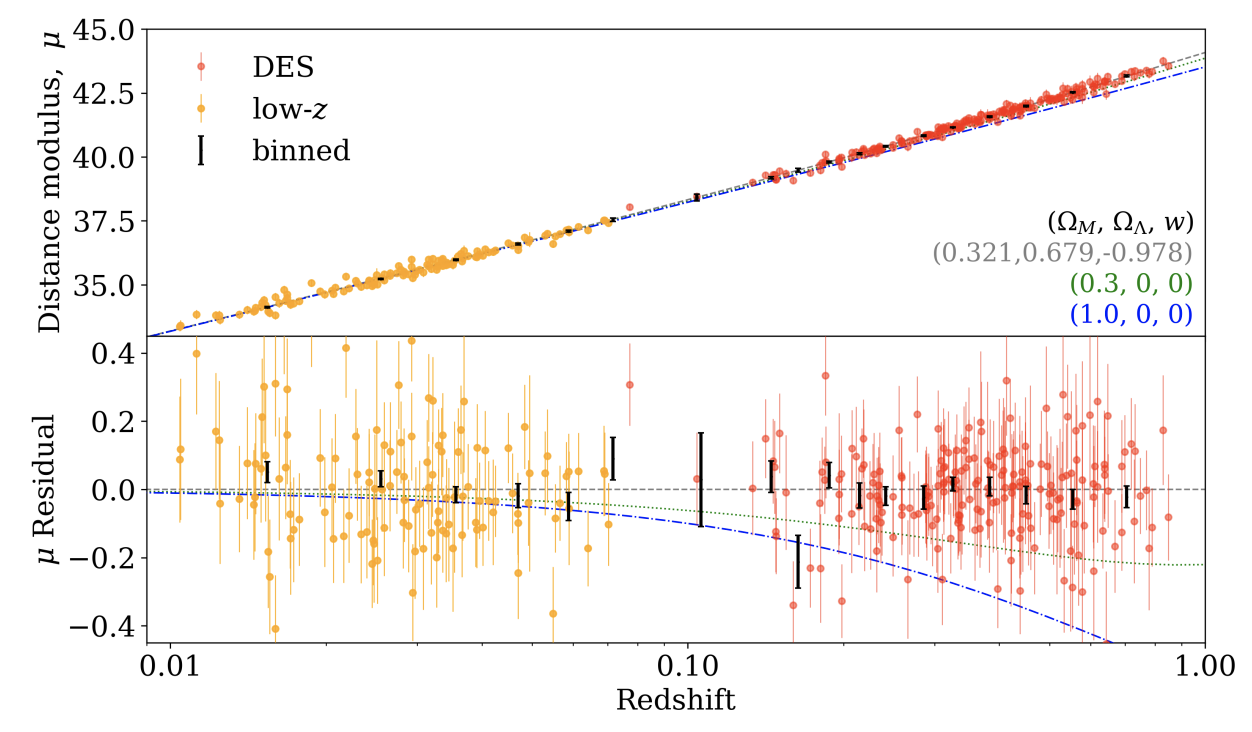 45.0
42.5
40.0
37.5
35.0
Distance modulus, μ
DES
low-z
binned
(Ω_M, Ω_Λ, w)
(0.321,0.679,-0.978)
(0.3, 0, 0)
(1.0, 0, 0)
0.4
0.2
0.0
−0.2
−0.4
μ Residual
0.01
0.10
1.00
Redshift